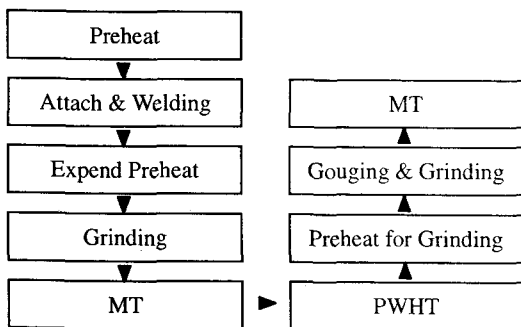 Preheat
Attach & Welding
Expend Preheat
Grinding
MT
PWHT
Preheat for Grinding
Gouging & Grinding
MT